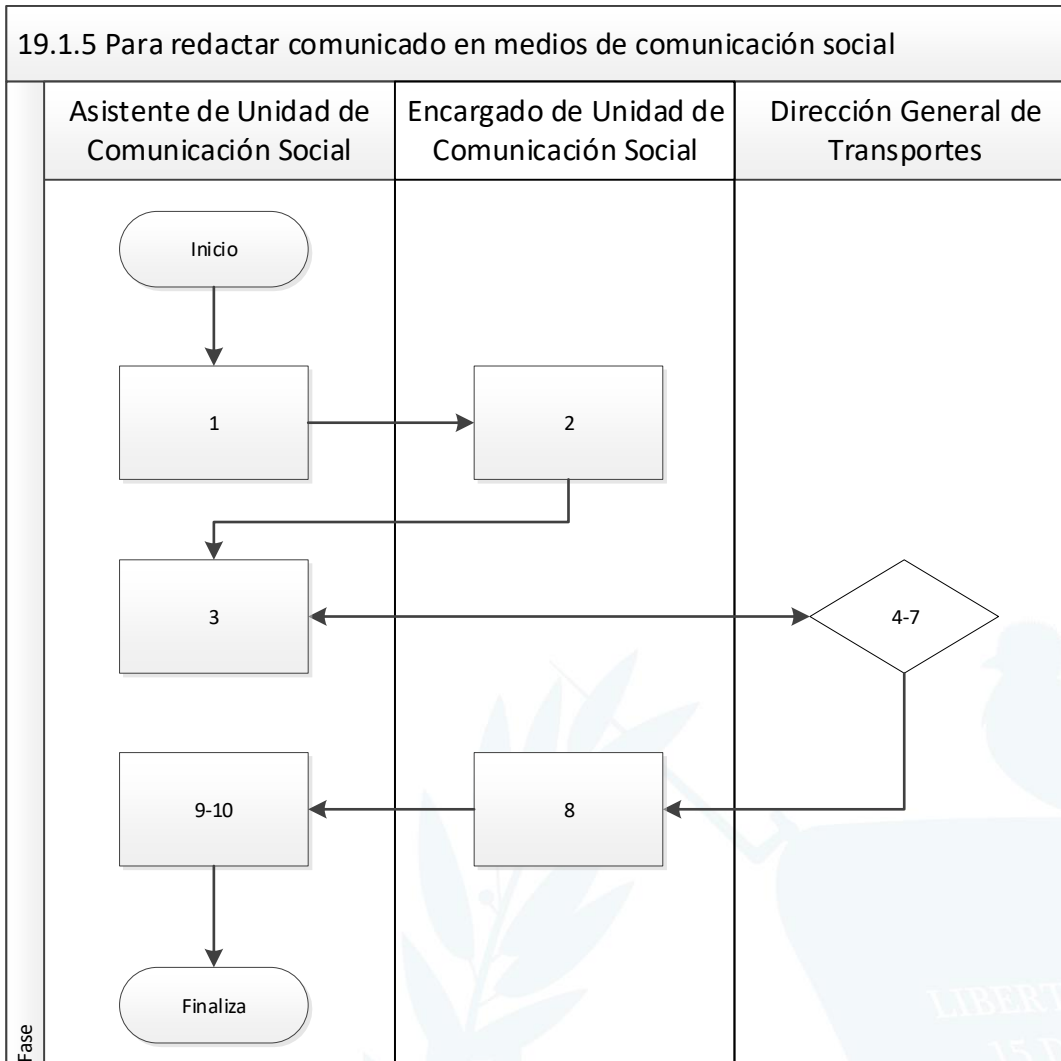 19.1.5 Para redactar comunicado en medios de comunicación social
Asistente de Unidad de
Comunicación Social
Encargado de Unidad de
Comunicación Social
Dirección General de
Transportes
Inicio
1
2
3
4-7
9-10
8
Finaliza
Fase
LIBERT
15 D